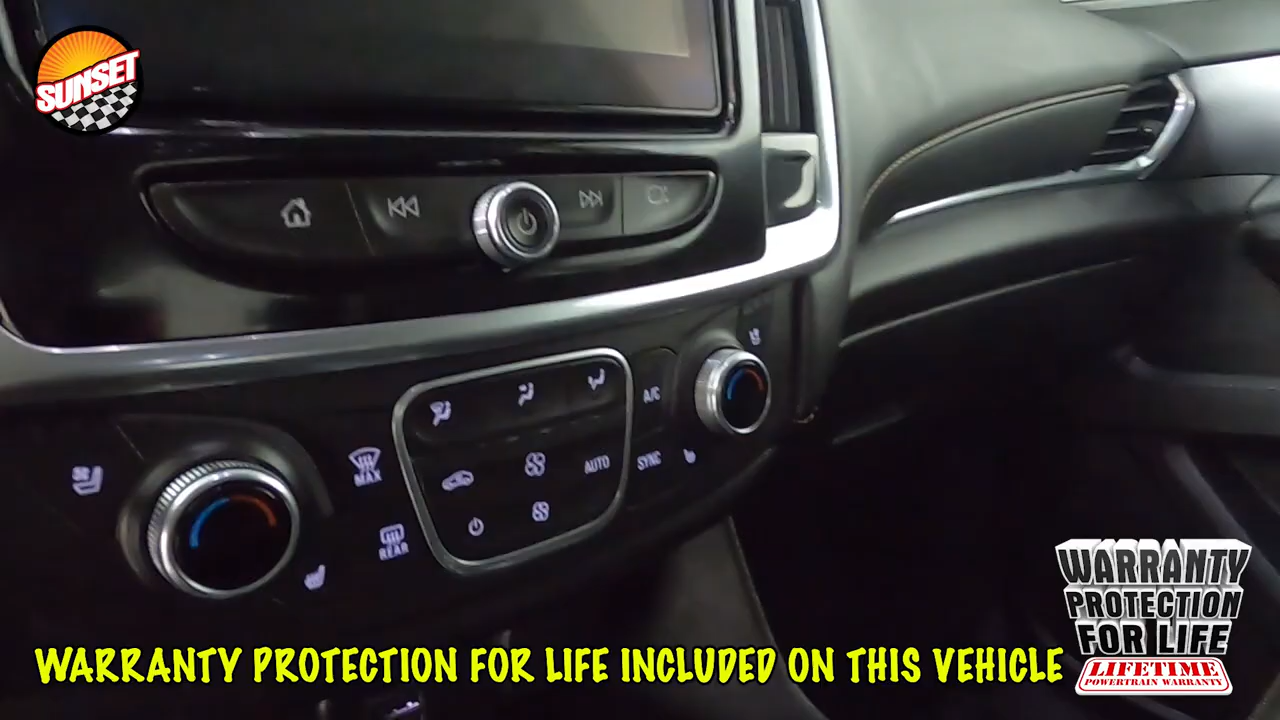 SUNSET
A/C
MAX
AUTO
SYNC
REAR
WARRANTY
PROTECTION
FOR LIFE
LIFETIME
POWERTRAIN WARRANTY
WARRANTY PROTECTION FOR LIFE INCLUDED ON THIS VEHICLE